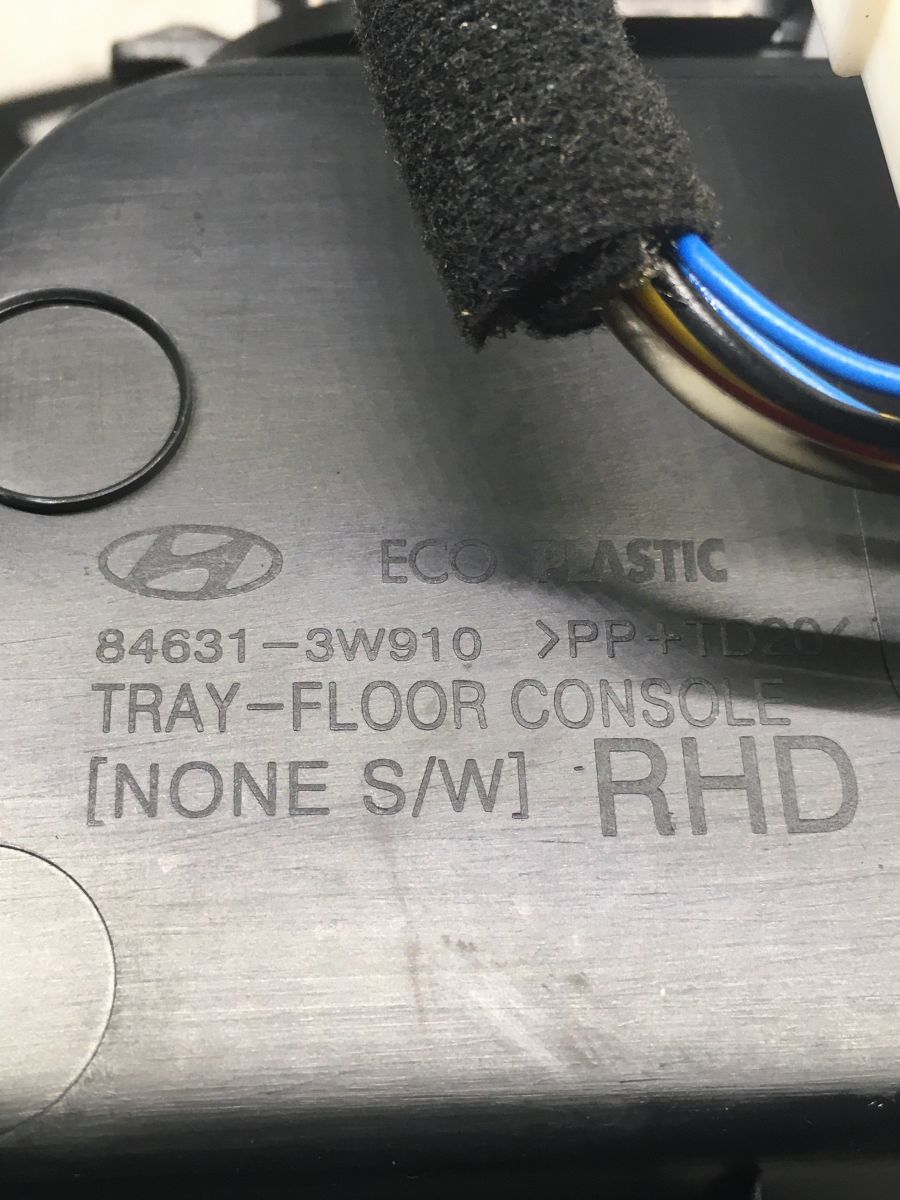 ECO PLASTIC
84631-3W910 >PP+TD20<
TRAY-FLOOR CONSOLE
[NONE S/W] RHD